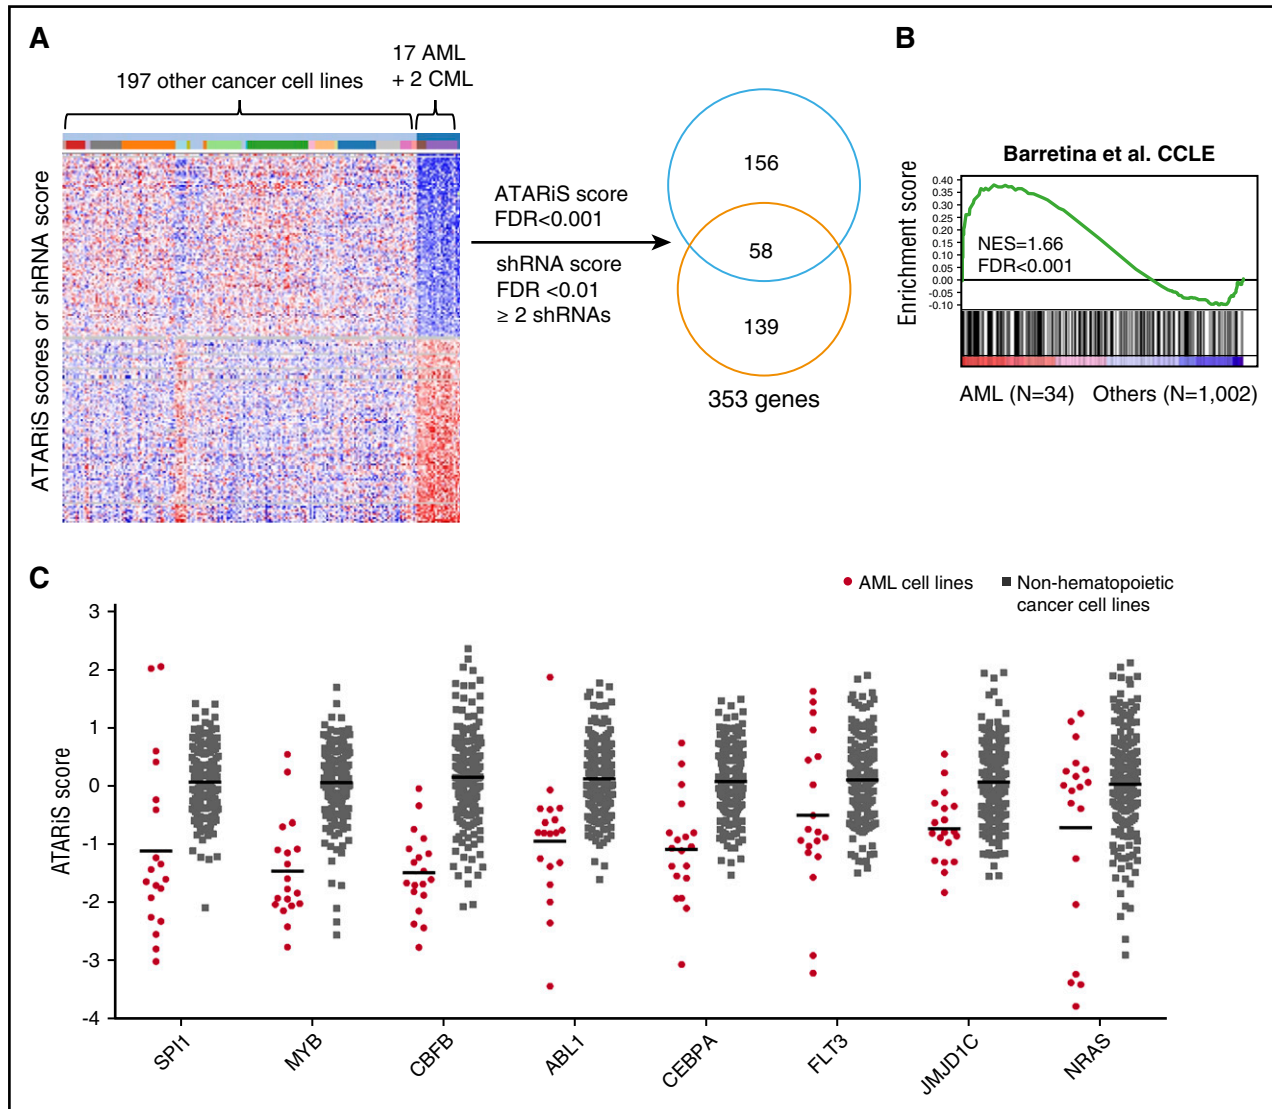 A
197 other cancer cell lines
17 AML
+ 2 CML
ATARiS scores or shRNA score
ATARiS score
FDR<0.001
shRNA score
FDR <0.01
≥ 2 shRNAs
156
58
139
353 genes
B
Barretina et al. CCLE
Enrichment score
0.40
0.35
0.30
0.25
0.20
0.15
0.10
0.05
0.00
-0.05
-0.10
NES=1.66
FDR<0.001
AML (N=34) Others (N=1,002)
C
AML cell lines
Non-hematopoietic
cancer cell lines
ATARiS score
3
2
1
0
-1
-2
-3
-4
SPI1
MYB
CBFB
ABL1
CEBPA
FLT3
JMJD1C
NRAS